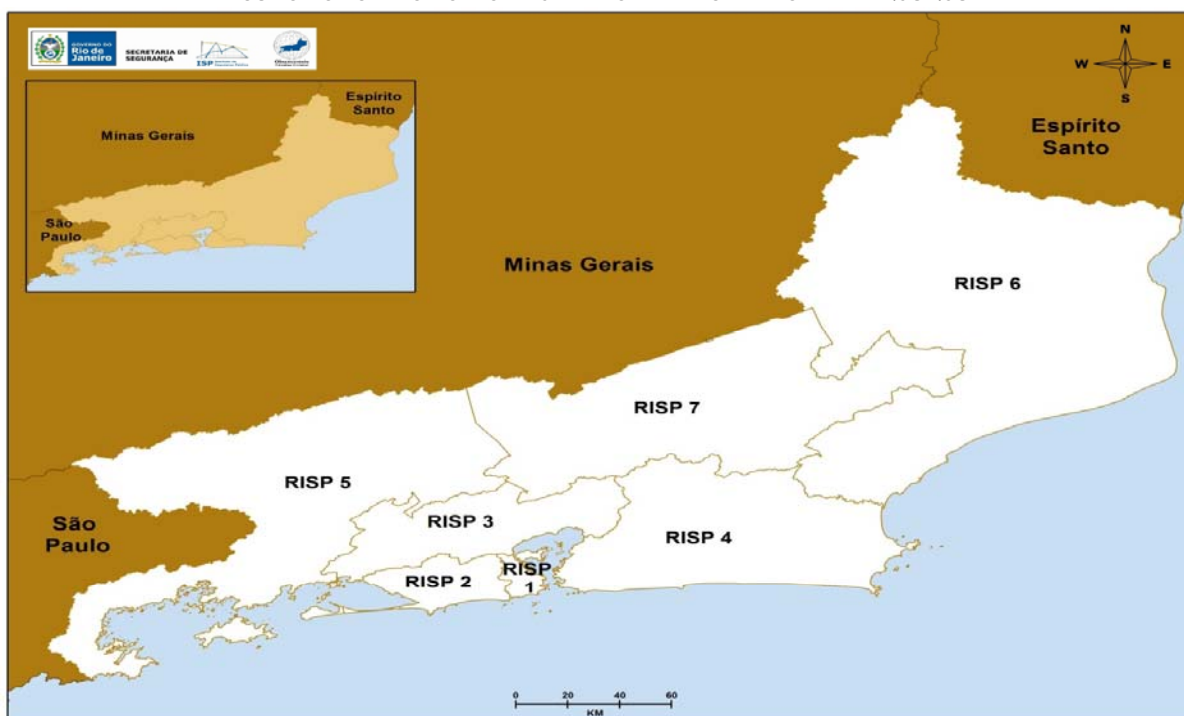 GOVERNO DO
Rio de
Janeiro
SECRETARIA DE
SEGURANÇA
ISP
N
W E
S
Espírito
Santo
Minas Gerais
São
Paulo
Espírito
Santo
Minas Gerais
RISP 6
RISP 7
RISP 5
RISP 3
RISP 4
São
Paulo
RISP 2
RISP
1
0 20 40 60
KM